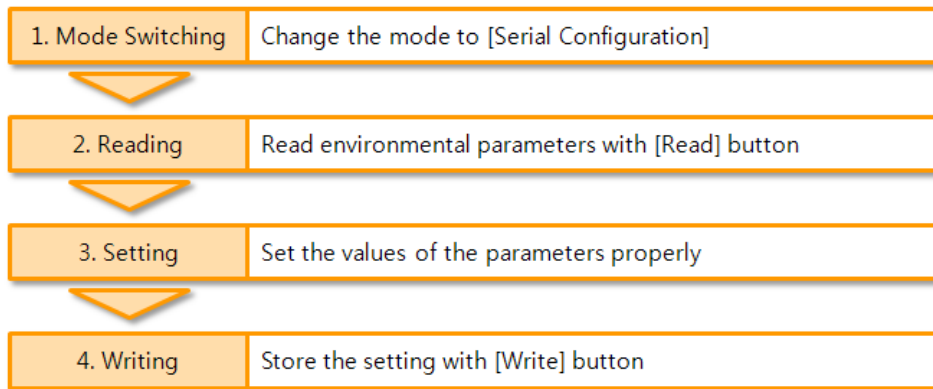 1. Mode Switching Change the mode to [Serial Configuration]
2. Reading Read environmental parameters with [Read] button
3. Setting Set the values of the parameters properly
4. Writing Store the setting with [Write] button